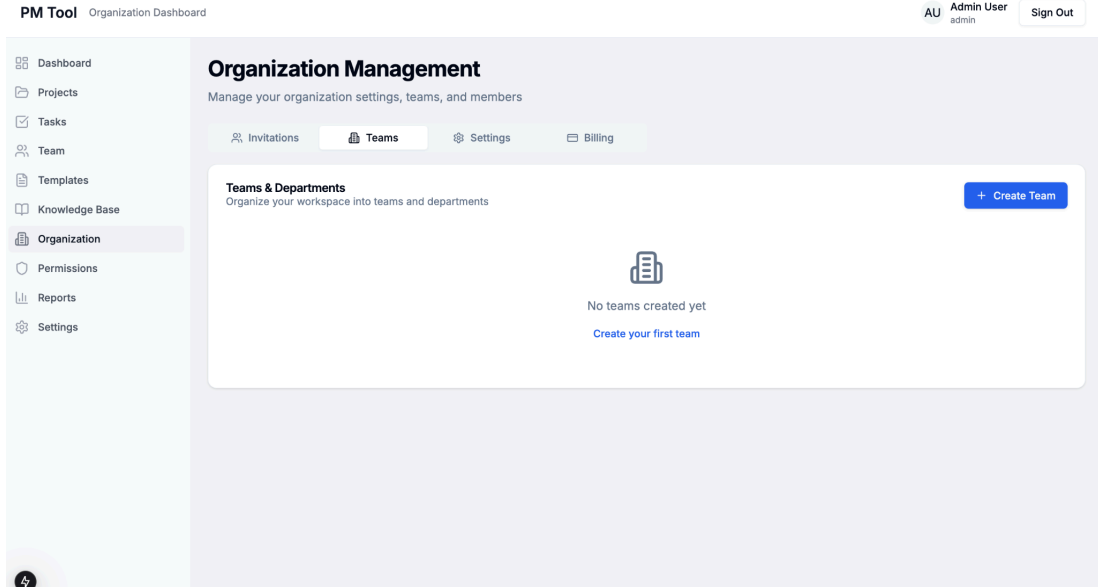 PM Tool Organization Dashboard
AU Admin User
admin
Sign Out
Dashboard
Projects
Tasks
Team
Templates
Knowledge Base
Organization
Permissions
Reports
Settings
Organization Management
Manage your organization settings, teams, and members
Invitations Teams Settings Billing
Teams & Departments
Organize your workspace into teams and departments
+ Create Team
No teams created yet
Create your first team